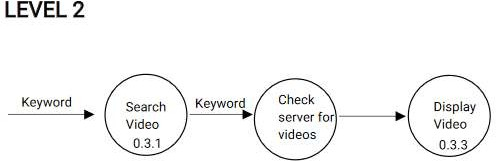 LEVEL 2
Keyword
Search
Video
0.3.1
Keyword
Check
server for
videos
Display
Video
0.3.3